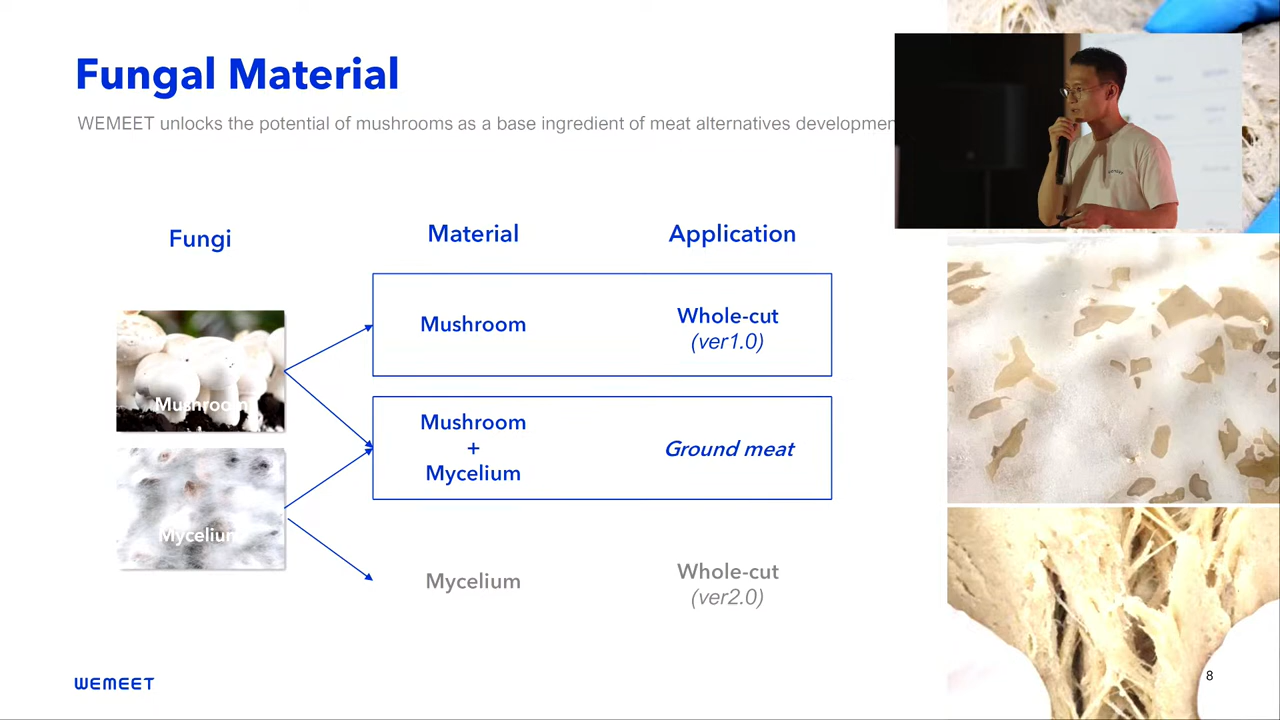 Fungal Material
WEMEET unlocks the potential of mushrooms as a base ingredient of meat alternatives
Fungi
Material
Application
Mushroom
Mycelium
Mushroom
Whole-cut
(ver1.0)
Mushroom
+
Mycelium
Ground meat
Mycelium
Whole-cut
(ver2.0)
WEMEET
8